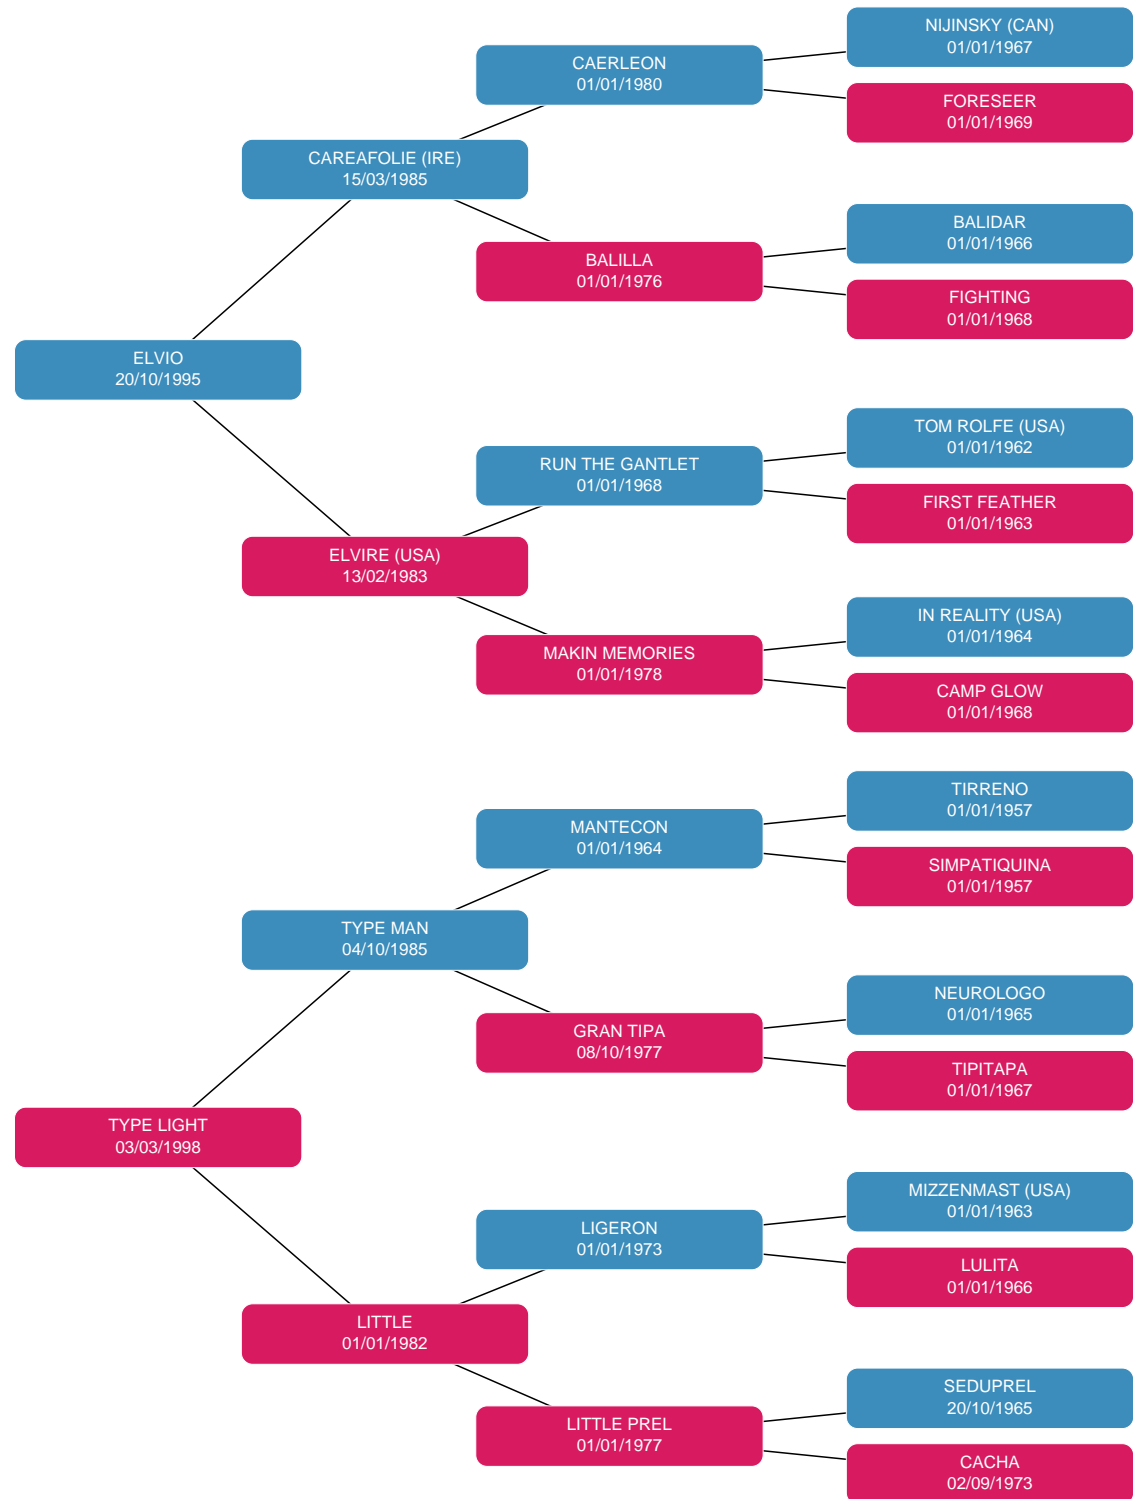 NIJINSKY (CAN)
01/01/1967
CAERLEON
01/01/1980
FORESEER
01/01/1969
CAREAFOLIE (IRE)
15/03/1985
BALIDAR
01/01/1966
BALILLA
01/01/1976
FIGHTING
01/01/1968
ELVIO
20/10/1995
TOM ROLFE (USA)
01/01/1962
RUN THE GANTLET
01/01/1968
FIRST FEATHER
01/01/1963
ELVIRE (USA)
13/02/1983
IN REALITY (USA)
01/01/1964
MAKIN MEMORIES
01/01/1978
CAMP GLOW
01/01/1968
TIRRENO
01/01/1957
MANTECON
01/01/1964
SIMPATIQUINA
01/01/1957
TYPE MAN
04/10/1985
NEUROLOGO
01/01/1965
GRAN TIPA
08/10/1977
TIPITAPA
01/01/1967
TYPE LIGHT
03/03/1998
MIZZENMAST (USA)
01/01/1963
LIGERON
01/01/1973
LULITA
01/01/1966
LITTLE
01/01/1982
SEDUPREL
20/10/1965
LITTLE PREL
01/01/1977
CACHA
02/09/1973